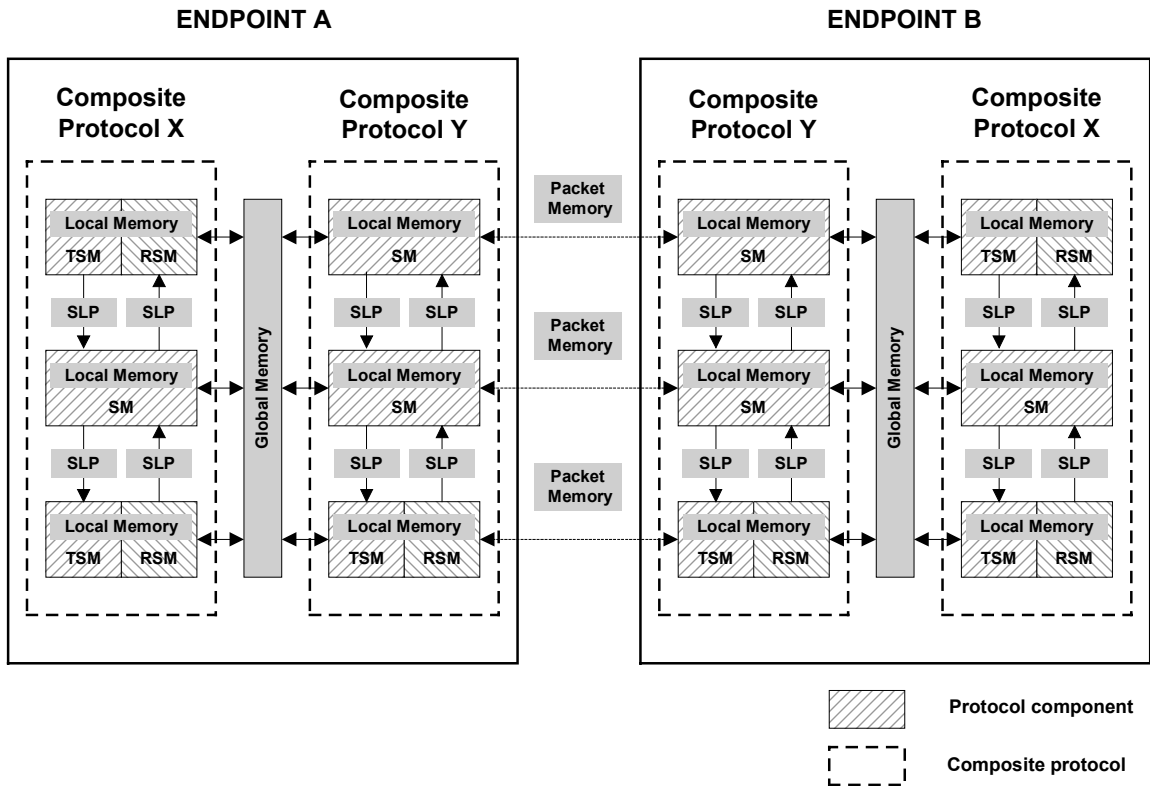 ENDPOINT A
ENDPOINT B
Composite
Protocol X
Composite
Protocol Y
Composite
Protocol Y
Composite
Protocol X
Packet
Memory
Local Memory
TSM RSM
Local Memory
SM
Local Memory
SM
Local Memory
TSM RSM
SLP SLP
SLP SLP
SLP SLP
SLP SLP
Packet
Memory
Local Memory
SM
Global Memory
Local Memory
SM
Local Memory
SM
Global Memory
Local Memory
SM
SLP SLP
SLP SLP
SLP SLP
SLP SLP
Packet
Memory
Local Memory
TSM RSM
Local Memory
TSM RSM
Local Memory
TSM RSM
Local Memory
TSM RSM
Protocol component
Composite protocol